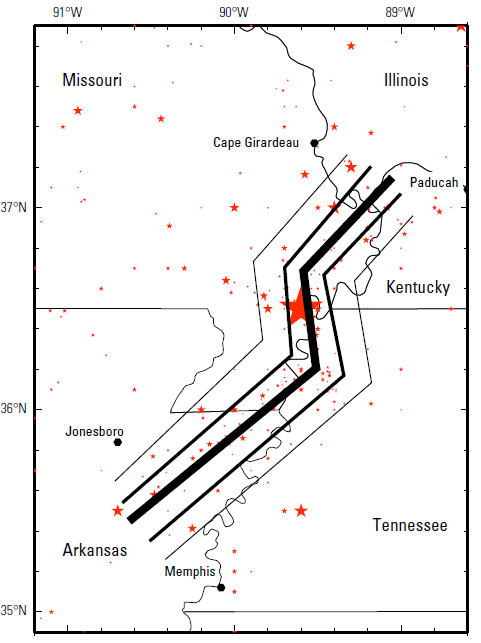 91°W 90°W 89°W
Missouri Illinois
Cape Girardeau
Paducah
37°N
Kentucky
36°N
Jonesboro
Tennessee
Arkansas
Memphis
35°N